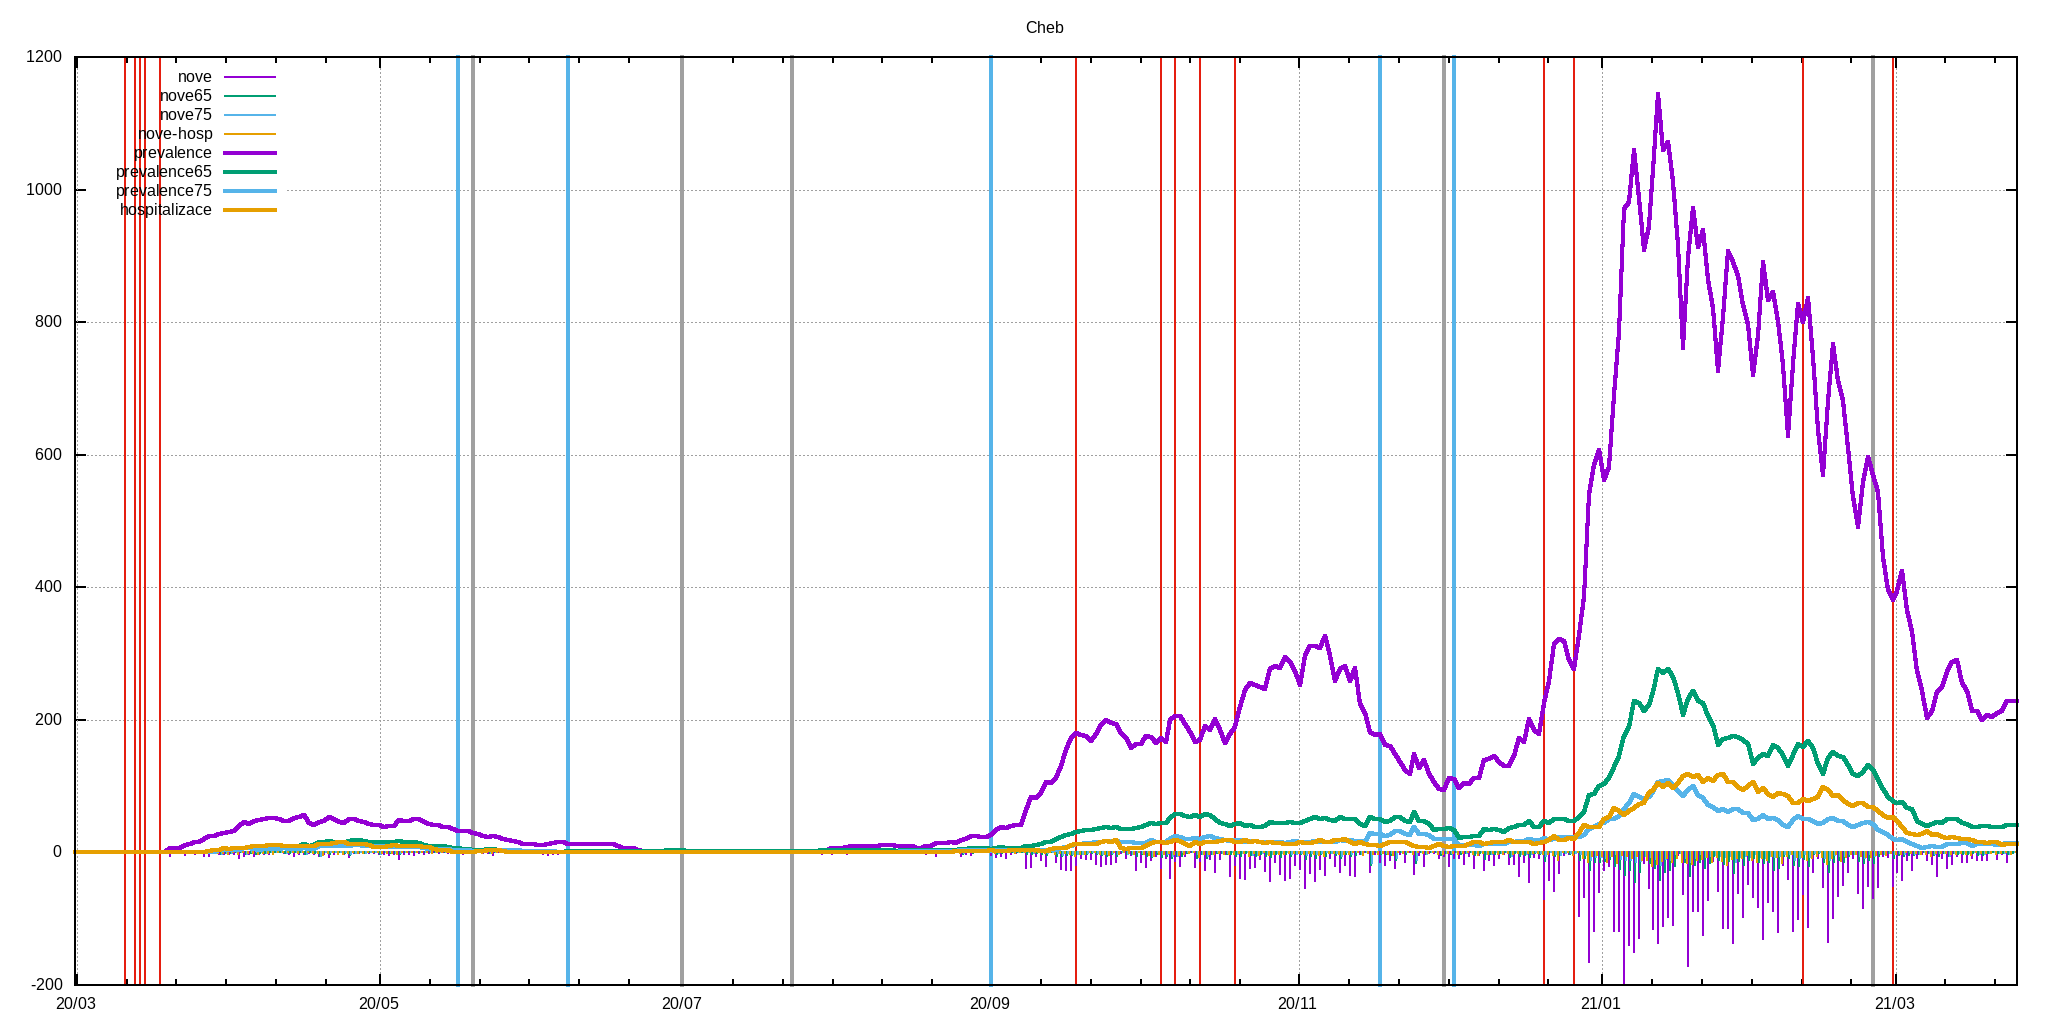 Cheb
1200
1000
800
600
400
200
0
-200
nove
nove65
nove75
nove-hosp
prevalence
prevalence65
prevalence75
hospitalizace
20/03 20/05 20/07 20/09 20/11 21/01 21/03